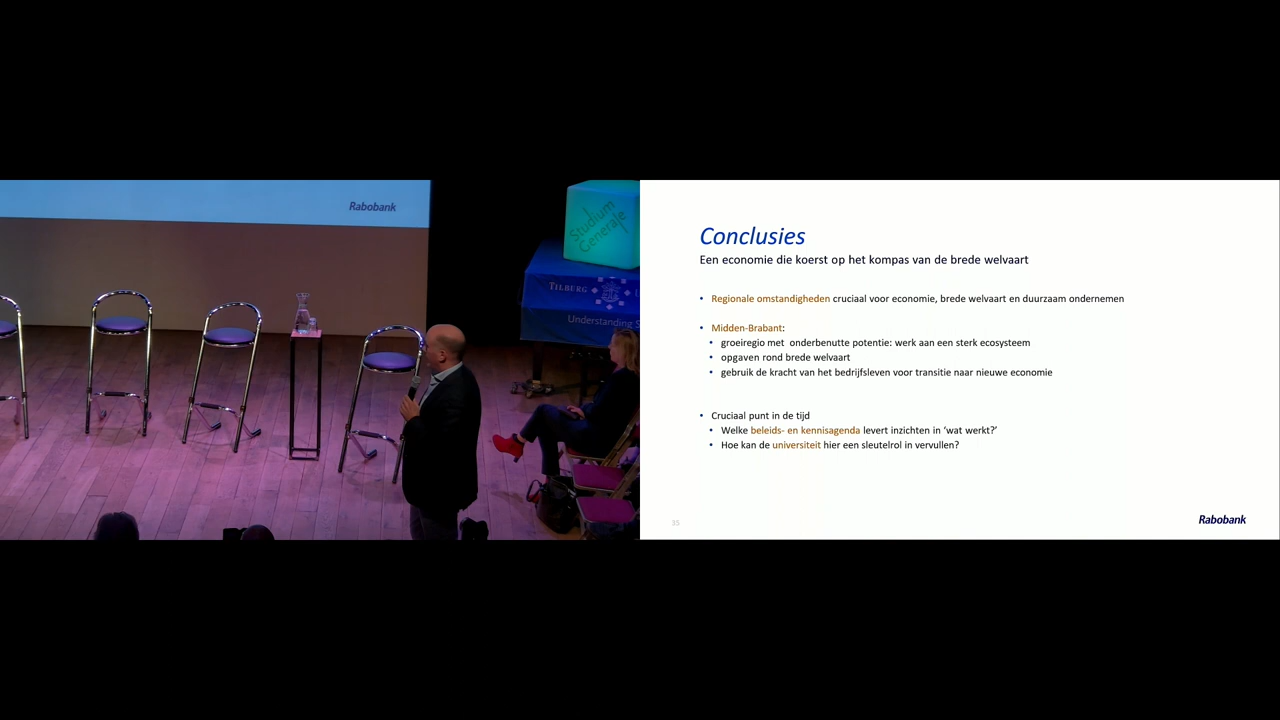 Rabobank
Studium
Generale
TILBURG
Understanding S
Conclusies
Een economie die koerst op het kompas van de brede welvaart
• Regionale omstandigheden cruciaal voor economie, brede welvaart en duurzaam ondernemen
• Midden-Brabant:
• groeiregio met onderbenutte potentie: werk aan een sterk ecosysteem
• opgaven rond brede welvaart
• gebruik de kracht van het bedrijfsleven voor transitie naar nieuwe economie
• Cruciaal punt in de tijd
• Welke beleids- en kennisagenda levert inzichten in ‘wat werkt?’
• Hoe kan de universiteit hier een sleutelrol in vervullen?
Rabobank